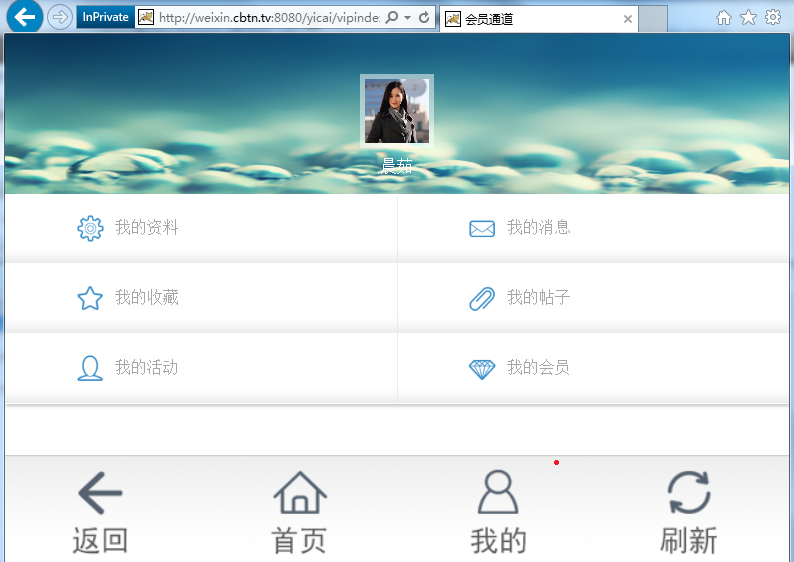 InPrivate http://weixin.cbtn.tv:8080/yicai/vipinde 会员通道
晨茹
我的资料 我的消息
我的收藏 我的帖子
我的活动 我的会员
返回 首页 我的 刷新